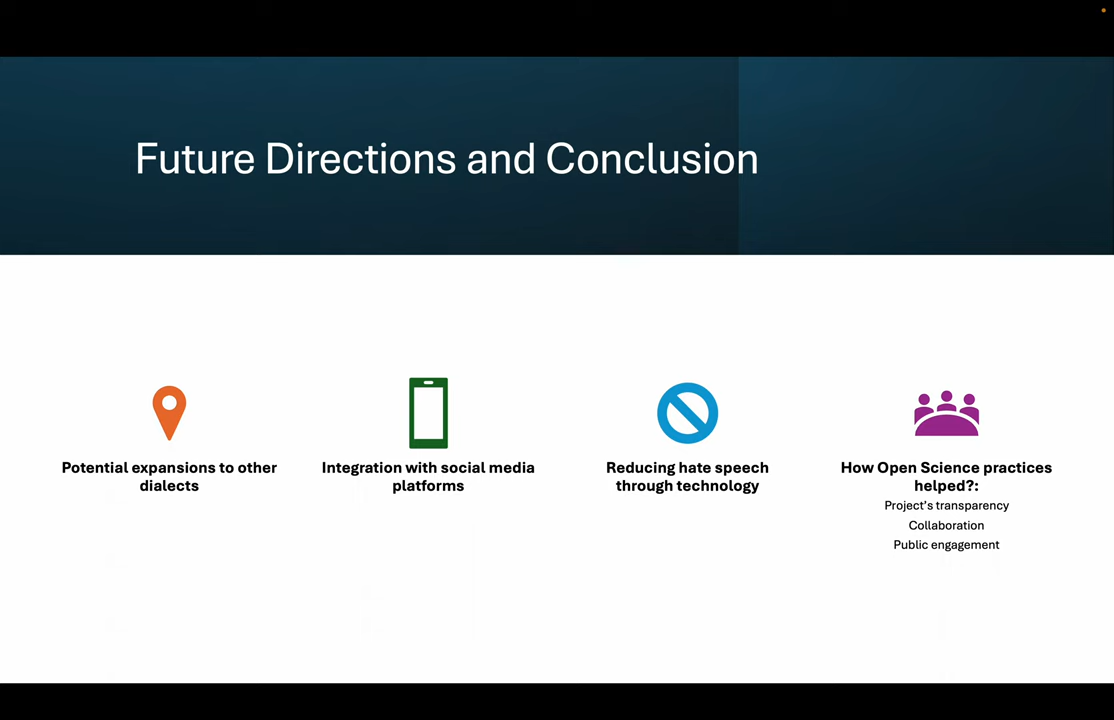 Future Directions and Conclusion
Potential expansions to other
dialects
Integration with social media
platforms
Reducing hate speech
through technology
How Open Science practices
helped?:
Project's transparency
Collaboration
Public engagement